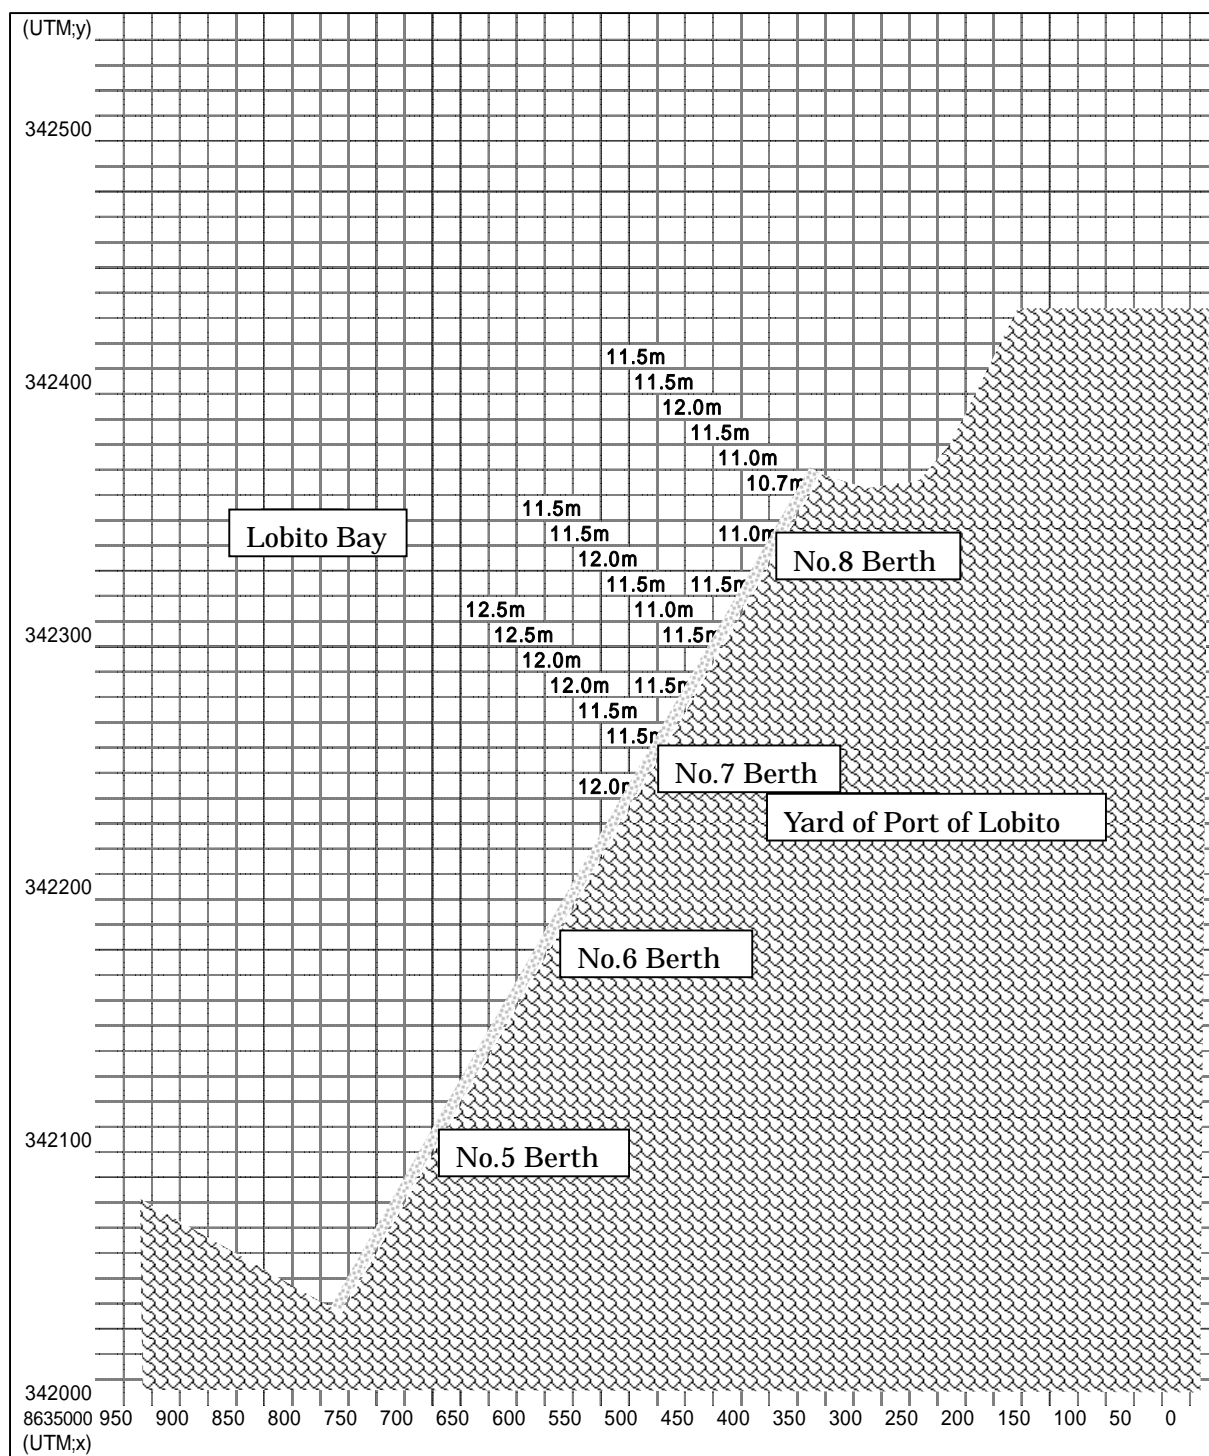 (UTM;y)
342500
11.5m
342400
11.5m
12.0m
11.5m
11.0m
10.7m
11.5m
Lobito Bay
11.5m 11.0m
12.0m
No.8 Berth
11.5m 11.5m
12.5m 11.0m
342300
12.5m 11.5m
12.0m
12.0m 11.5m
11.5m
11.5m
No.7 Berth
12.0m
Yard of Port of Lobito
342200
No.6 Berth
342100
No.5 Berth
342000
8635000 950 900 850 800 750 700 650 600 550 500 450 400 350 300 250 200 150 100 50 0
(UTM;x)